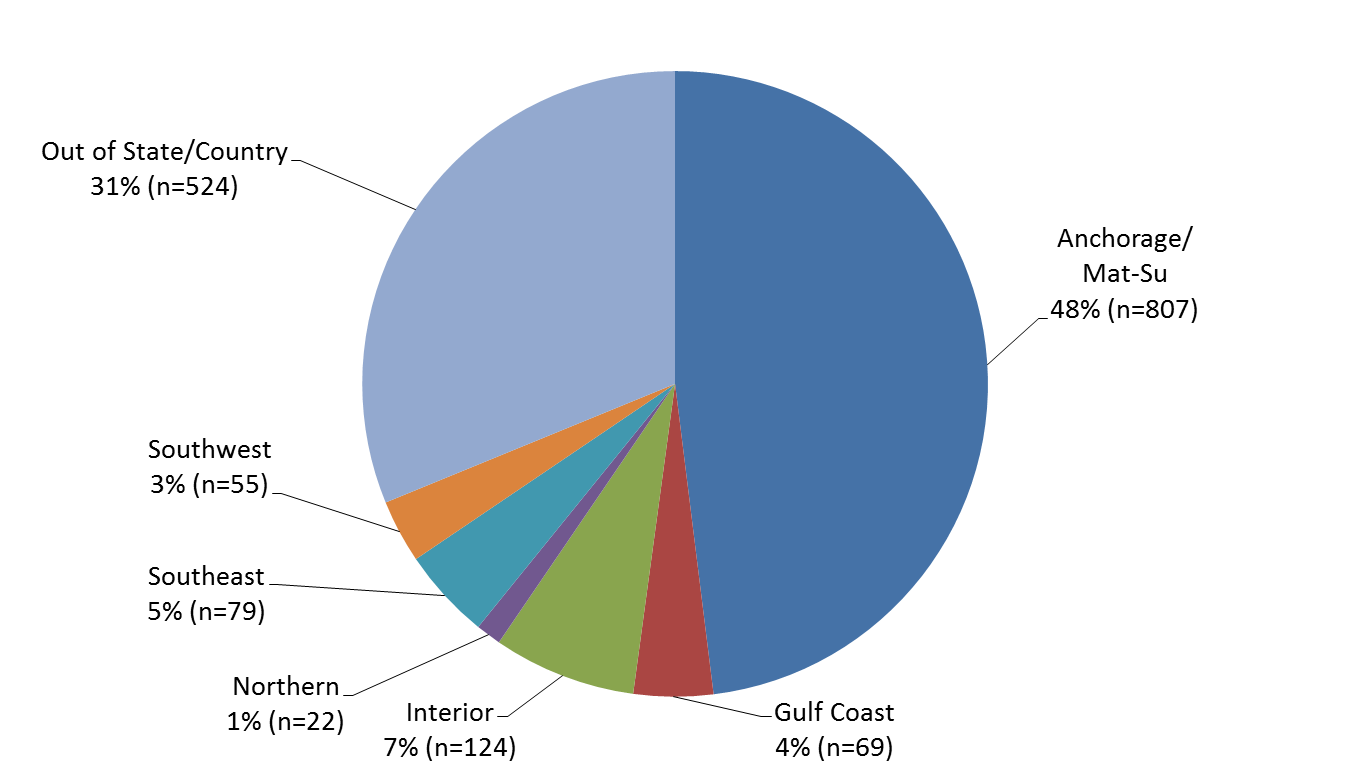 Out of State/Country
31% (n=524)
Anchorage/
Mat-Su
48% (n=807)
Southwest
3% (n=55)
Southeast
5% (n=79)
Northern
1% (n=22)
Interior
7% (n=124)
Gulf Coast
4% (n=69)